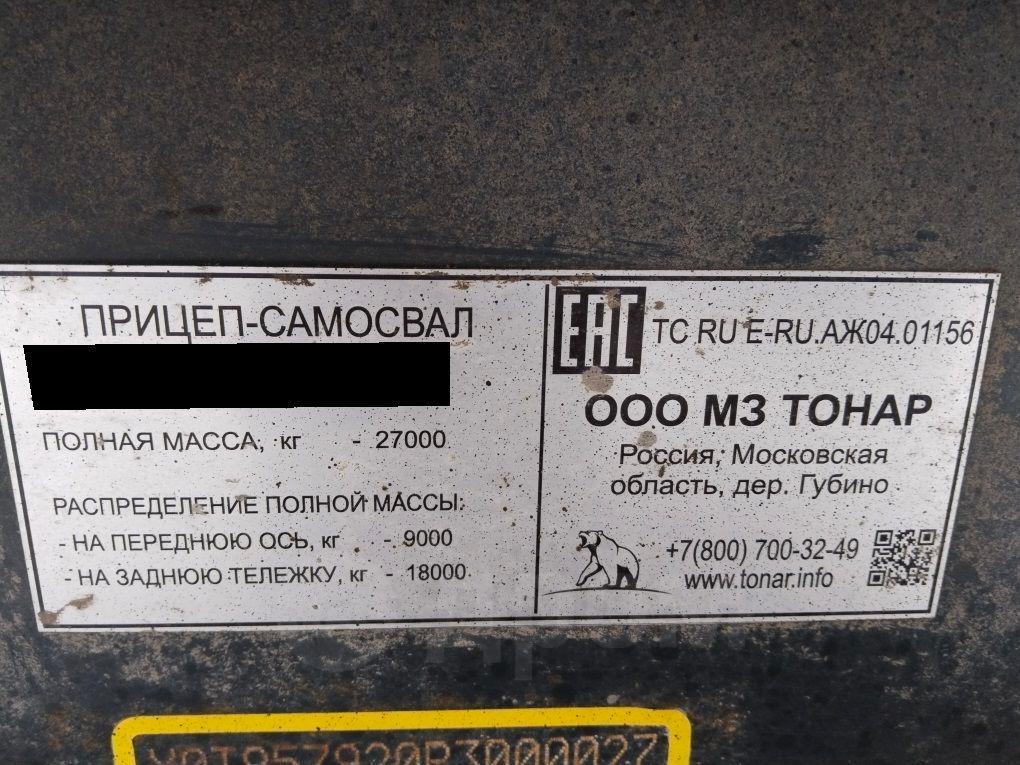 ПРИЦЕП-САМОСВАЛ
ПОЛНАЯ МАССА, кг - 27000
РАСПРЕДЕЛЕНИЕ ПОЛНОЙ МАССЫ:
- НА ПЕРЕДНЮЮ ОСЬ, кг - 9000
- НА ЗАДНЮЮ ТЕЛЕЖКУ, кг - 18000
EAC TC RU E-RU.АЖ04.01156
ООО МЗ ТОНАР
Россия, Московская
область, дер. Губино
+7(800) 700-32-49
www.tonar.info